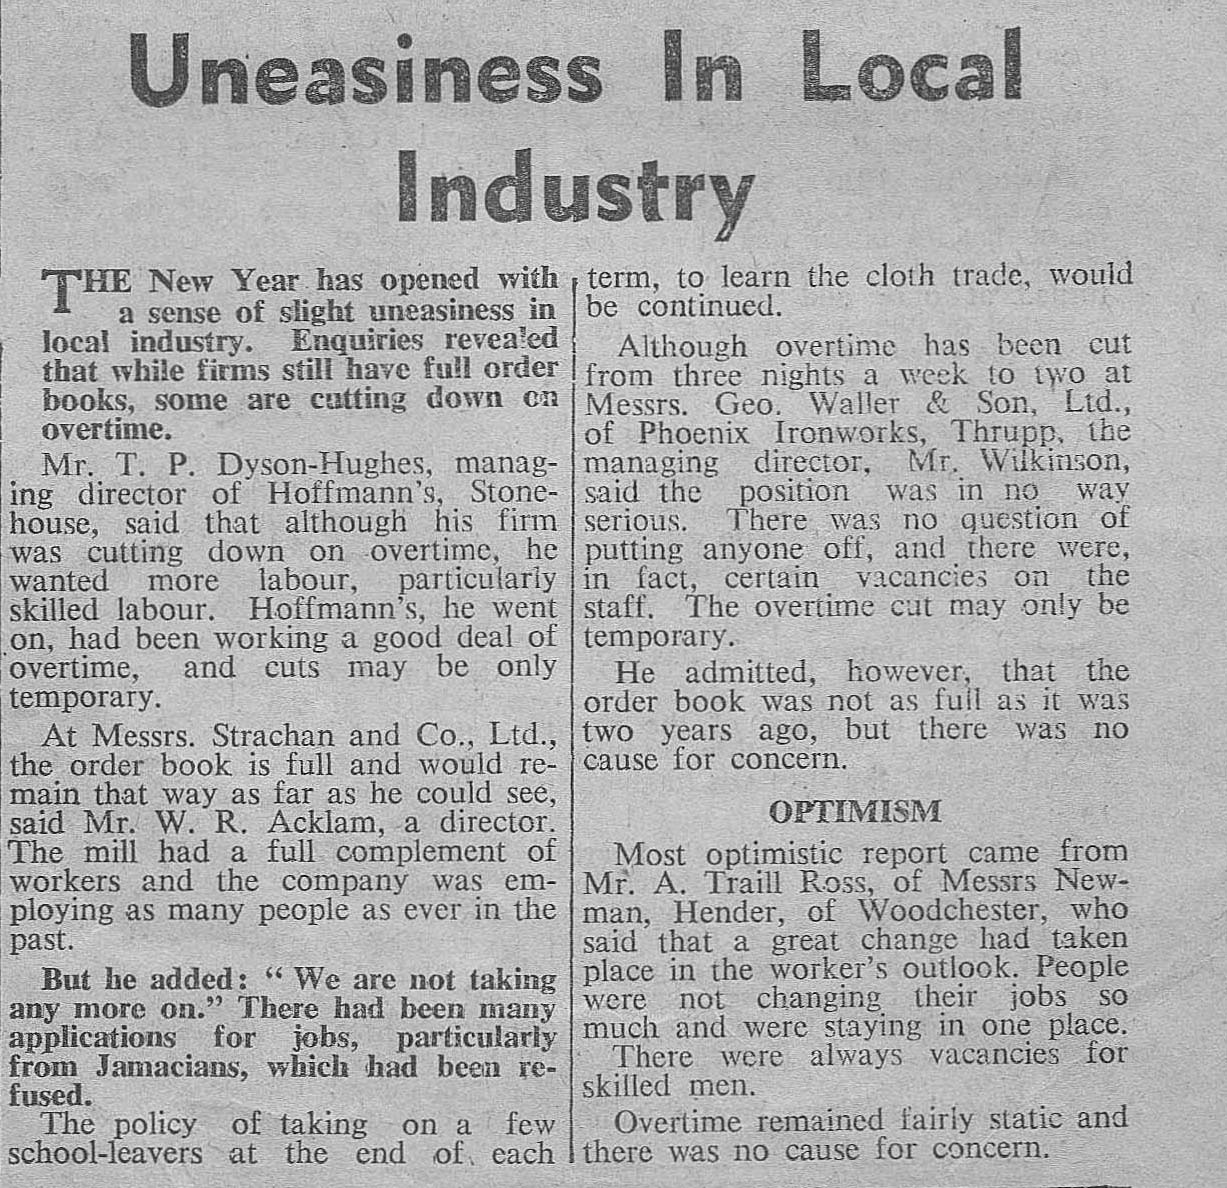 Uneasiness In Local
Industry
THE New Year has opened with
a sense of slight uneasiness in
local industry. Enquiries revealed
that while firms still have full order
books, some are cutting down on
overtime.
Mr. T. P. Dyson-Hughes, manag-
ing director of Hoffmann's, Stone-
house, said that although his firm
was cutting down on overtime, he
wanted more labour, particularly
skilled labour. Hoffmann's, he went
on, had been working a good deal of
overtime, and cuts may be only
temporary.
At Messrs. Strachan and Co., Ltd.,
the order book is full and would re-
main that way as far as he could see,
said Mr. W. R. Acklam, a director.
The mill had a full complement of
workers and the company was em-
ploying as many people as ever in the
past.
But he added: " We are not taking
any more on." There had been many
applications for jobs, particularly
from Jamacians, which had been re-
fused.
The policy of taking on a few
school-leavers at the end of each
term, to learn the cloth trade, would
be continued.
Although overtime has been cut
from three nights a week to two at
Messrs. Geo. Waller & Son, Ltd.,
of Phoenix Ironworks, Thrupp, the
managing director, Mr. Wilkinson,
said the position was in no way
serious. There was no question of
putting anyone off, and there were,
in fact, certain vacancies on the
staff. The overtime cut may only be
temporary.
He admitted, however, that the
order book was not as full as it was
two years ago, but there was no
cause for concern.
OPTIMISM
Most optimistic report came from
Mr. A. Traill Ross, of Messrs New-
man, Hender, of Woodchester, who
said that a great change had taken
place in the worker's outlook. People
were not changing their jobs so
much and were staying in one place.
There were always vacancies for
skilled men.
Overtime remained fairly static and
there was no cause for concern.